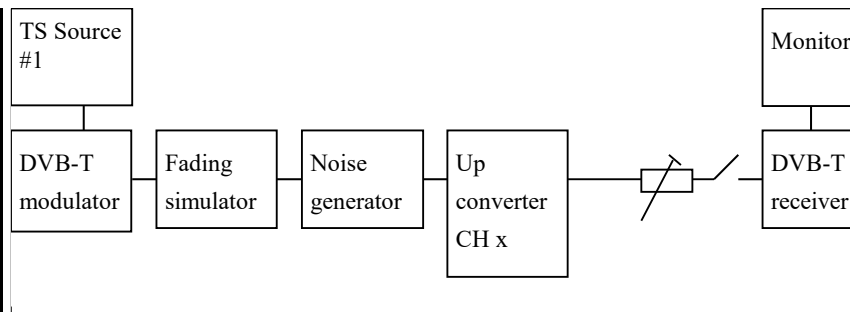 TS Source
#1
Monitor
DVB-T
modulator
Fading
simulator
Noise
generator
Up
converter
CH x
DVB-T
receiver